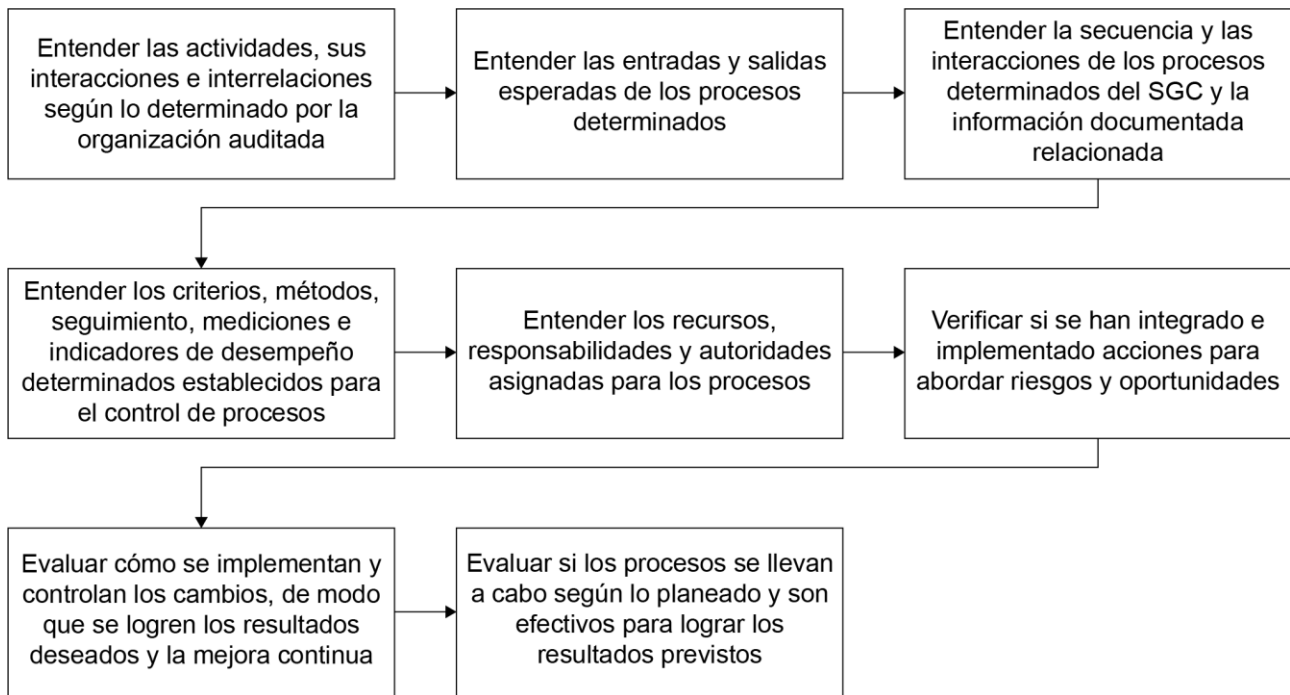 Entender las actividades, sus
interacciones e interrelaciones
según lo determinado por la
organización auditada
Entender las entradas y salidas
esperadas de los procesos
determinados
Entender la secuencia y las
interacciones de los procesos
determinados del SGC y la
información documentada
relacionada
Entender los criterios, métodos,
seguimiento, mediciones e
indicadores de desempeño
determinados establecidos para
el control de procesos
Entender los recursos,
responsabilidades y autoridades
asignadas para los procesos
Verificar si se han integrado e
implementado acciones para
abordar riesgos y oportunidades
Evaluar cómo se implementan y
controlan los cambios, de modo
que se logren los resultados
deseados y la mejora continua
Evaluar si los procesos se llevan
a cabo según lo planeado y son
efectivos para lograr los
resultados previstos